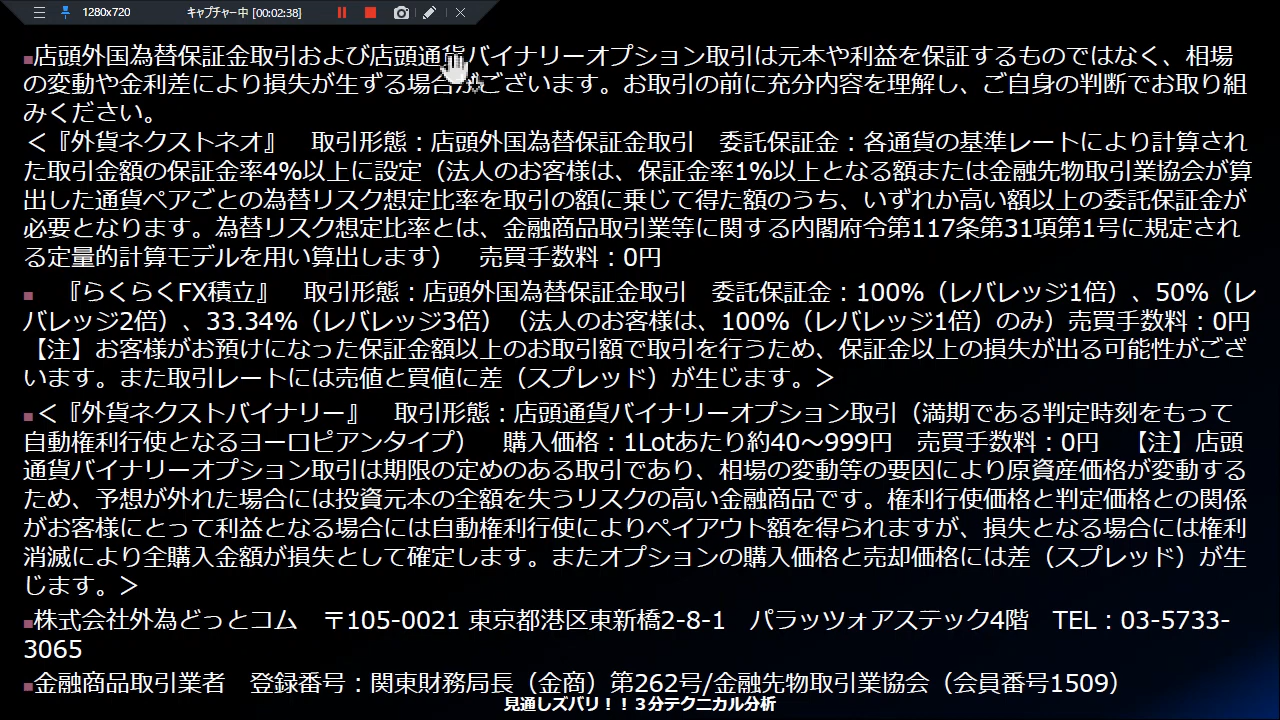 1280x720 キャプチャー中 [00:02:38]
■店頭外国為替保証金取引および店頭通貨バイナリーオプション取引は元本や利益を保証するものではなく、相場
の変動や金利差により損失が生ずる場合がございます。お取引の前に充分内容を理解し、ご自身の判断でお取り組
みください。
＜『外貨ネクストネオ』　取引形態：店頭外国為替保証金取引　委託保証金：各通貨の基準レートにより計算され
た取引金額の保証金率4%以上に設定（法人のお客様は、保証金率1%以上となる額または金融先物取引業協会が算
出した通貨ペアごとの為替リスク想定比率を取引の額に乗じて得た額のうち、いずれか高い額以上の委託保証金が
必要となります。為替リスク想定比率とは、金融商品取引業等に関する内閣府令第117条第31項第1号に規定され
る定量的計算モデルを用い算出します）　売買手数料：0円
■　『らくらくFX積立』　取引形態：店頭外国為替保証金取引　委託保証金：100%（レバレッジ1倍）、50%（レ
バレッジ2倍）、33.34%（レバレッジ3倍）（法人のお客様は、100%（レバレッジ1倍）のみ）売買手数料：0円
【注】お客様がお預けになった保証金額以上のお取引額で取引を行うため、保証金以上の損失が出る可能性がござ
います。また取引レートには売値と買値に差（スプレッド）が生じます。＞
■＜『外貨ネクストバイナリー』　取引形態：店頭通貨バイナリーオプション取引（満期である判定時刻をもって
自動権利行使となるヨーロピアンタイプ）　購入価格：1Lotあたり約40～999円　売買手数料：0円　【注】店頭
通貨バイナリーオプション取引は期限の定めのある取引であり、相場の変動等の要因により原資産価格が変動する
ため、予想が外れた場合には投資元本の全額を失うリスクの高い金融商品です。権利行使価格と判定価格との関係
がお客様にとって利益となる場合には自動権利行使によりペイアウト額を得られますが、損失となる場合には権利
消滅により全購入金額が損失として確定します。またオプションの購入価格と売却価格には差（スプレッド）が生
じます。＞
■株式会社外為どっとコム　〒105-0021 東京都港区東新橋2-8-1　パラッツォアステック4階　TEL：03-5733-
3065
■金融商品取引業者　登録番号：関東財務局長（金商）第262号/金融先物取引業協会（会員番号1509）
見通しズバリ！！３分テクニカル分析